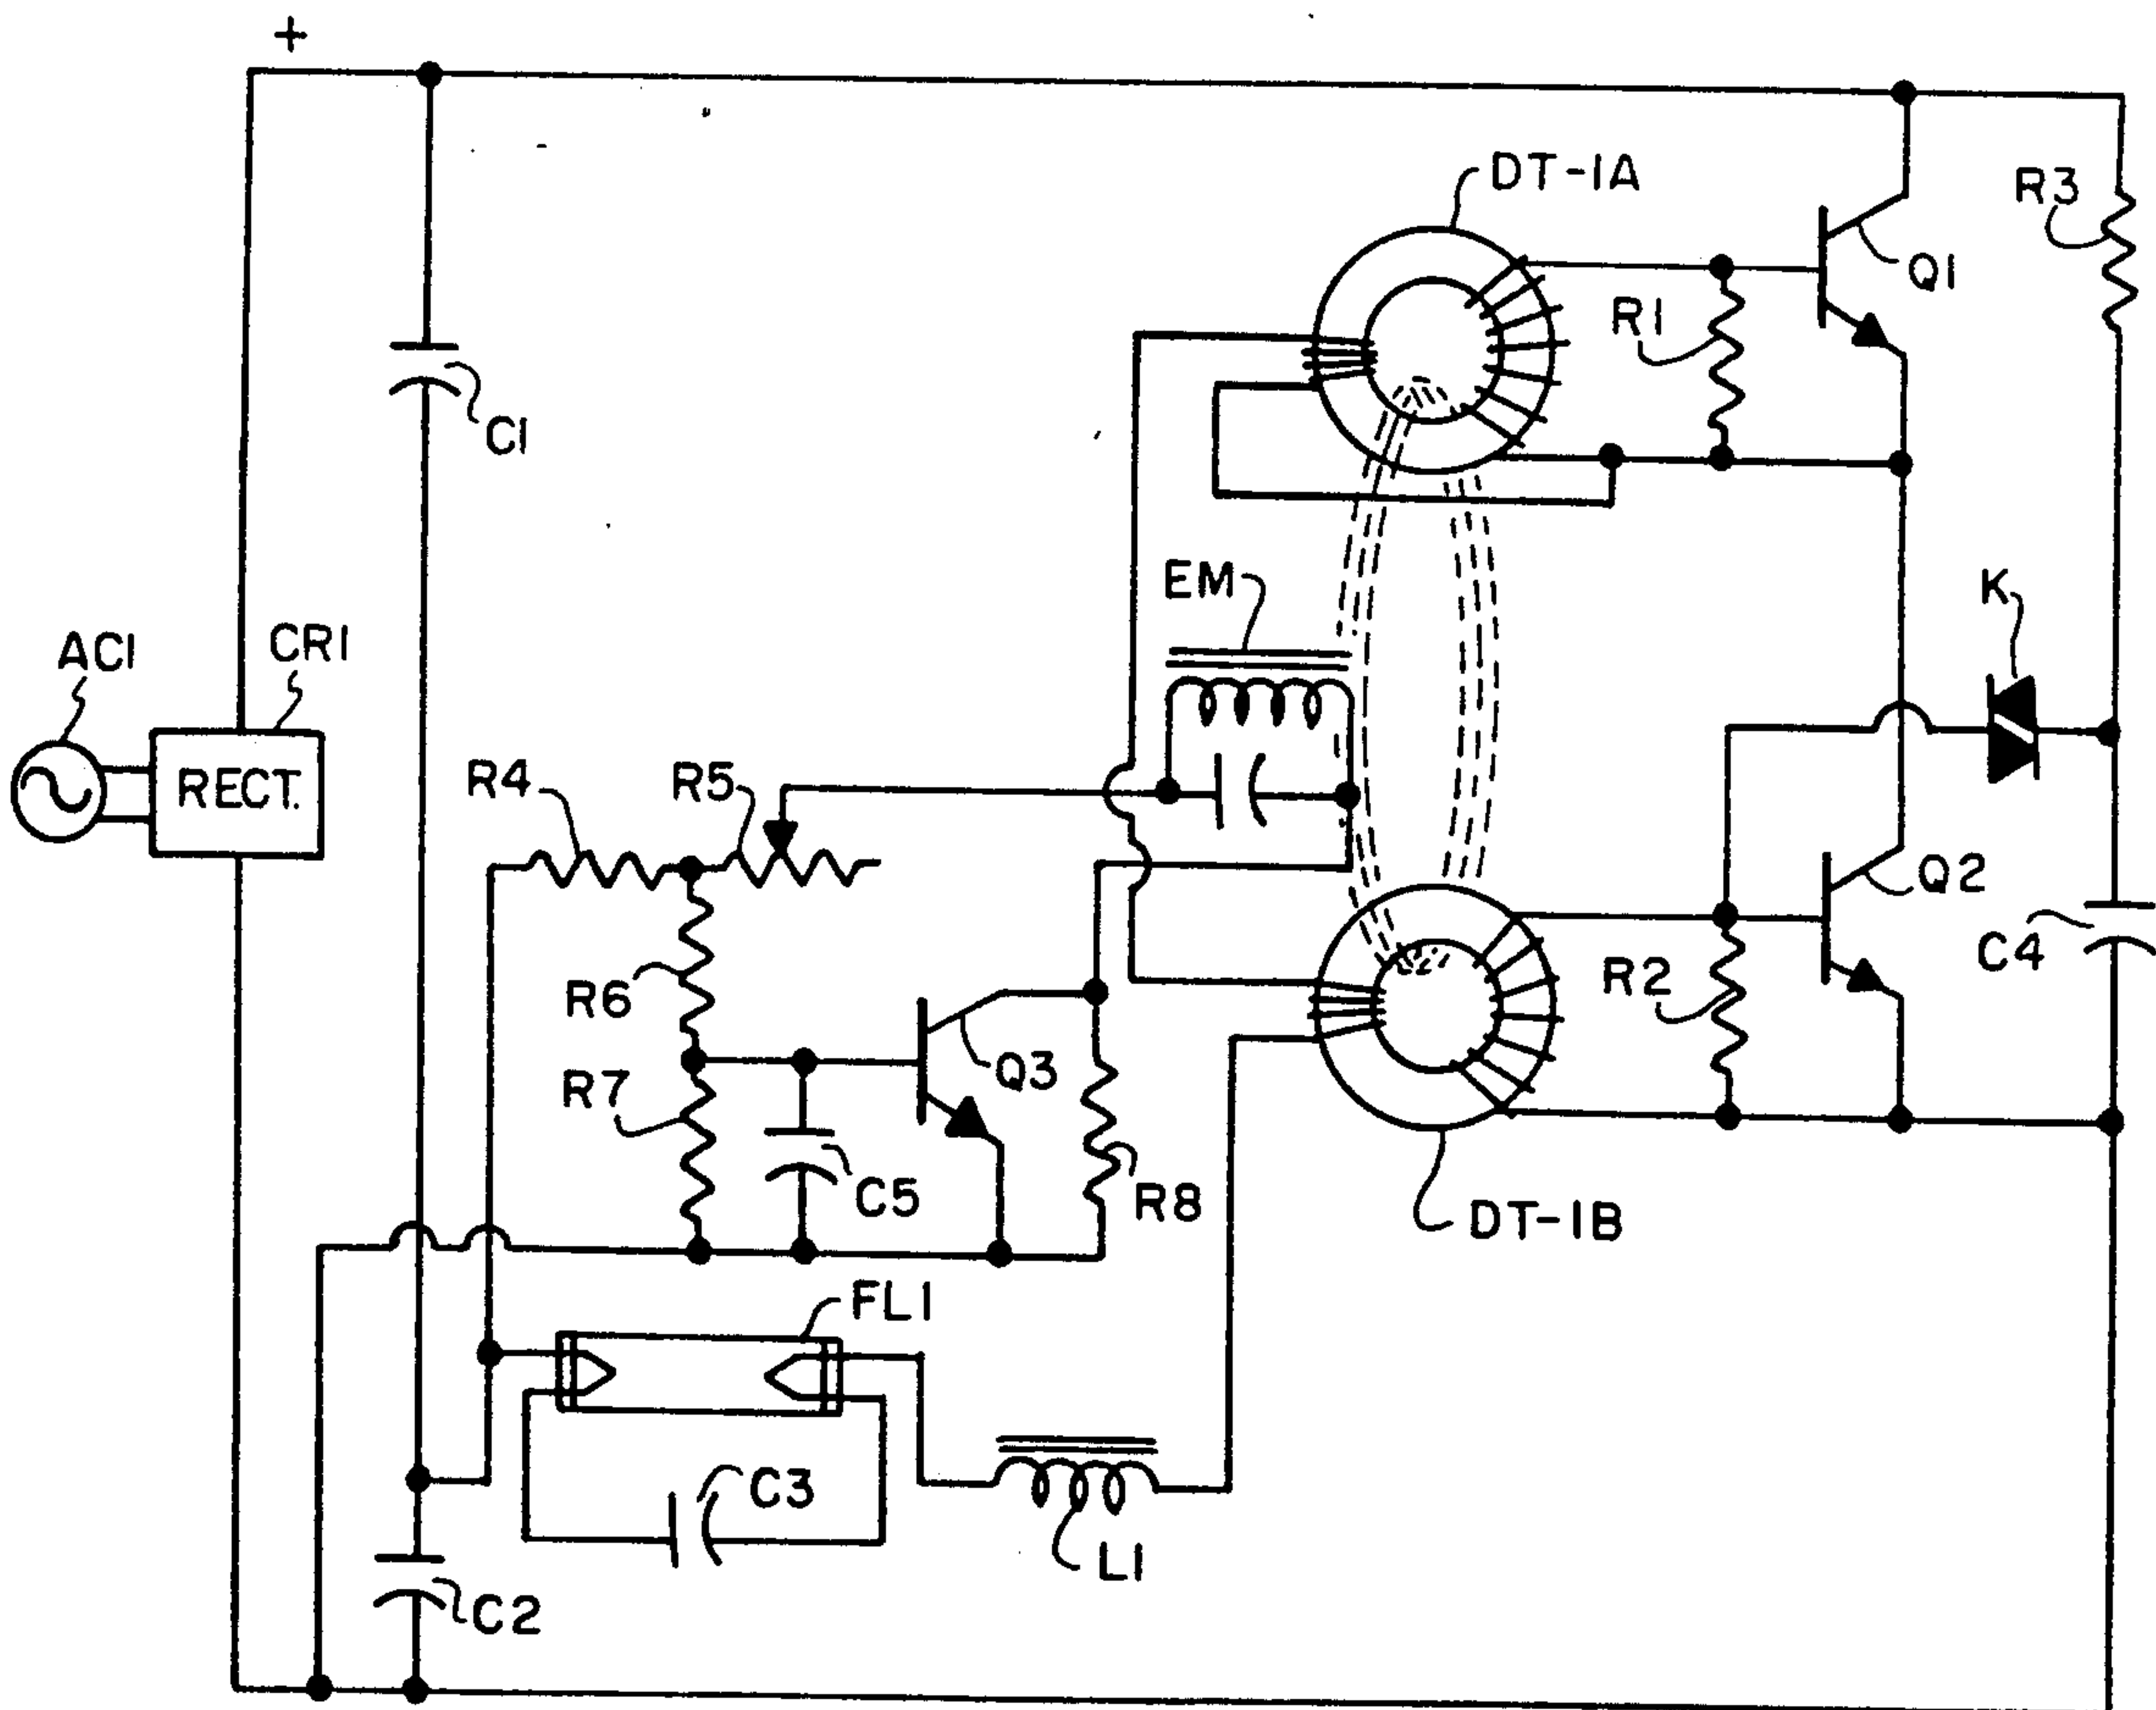 +
DT-1A
R3
Q1
R1
C1
EM
K
AC1
CR1
RECT.
R4
R5
Q2
C4
R6
R2
Q3
R7
C5
R8
DT-1B
FL1
C3
L1
C2